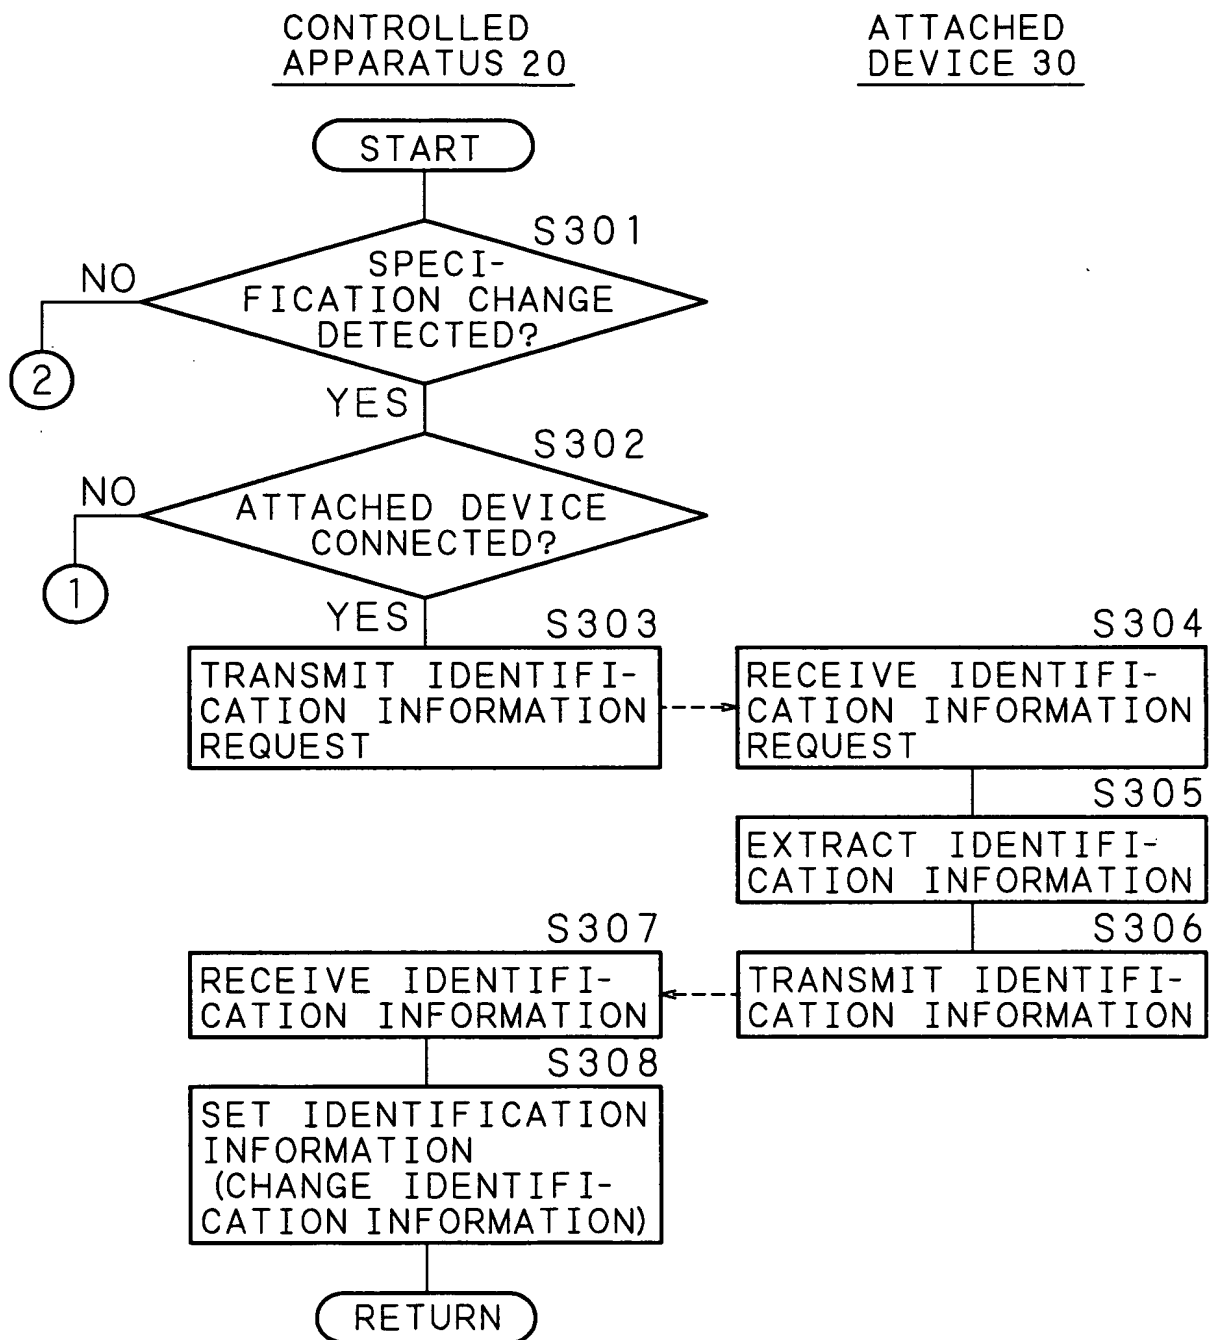 CONTROLLED
APPARATUS 20
ATTACHED
DEVICE 30
START
S301
SPECI-
FICATION CHANGE
DETECTED?
NO
2
YES
S302
ATTACHED DEVICE
CONNECTED?
NO
1
YES
S303
TRANSMIT IDENTIFI-
CATION INFORMATION
REQUEST
S304
RECEIVE IDENTIFI-
CATION INFORMATION
REQUEST
S305
EXTRACT IDENTIFI-
CATION INFORMATION
S306
TRANSMIT IDENTIFI-
CATION INFORMATION
S307
RECEIVE IDENTIFI-
CATION INFORMATION
S308
SET IDENTIFICATION
INFORMATION
(CHANGE IDENTIFI-
CATION INFORMATION)
RETURN